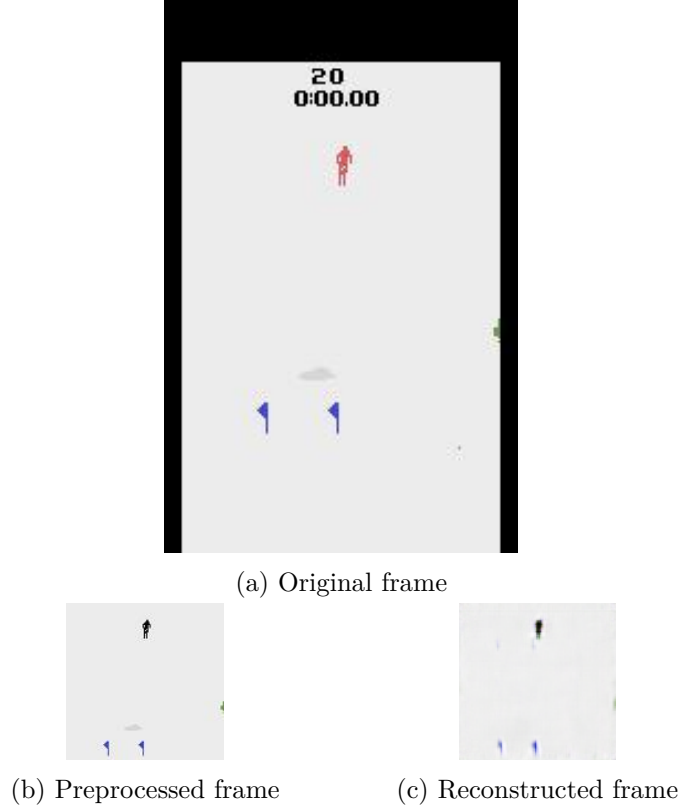 20
0:00.00
(a) Original frame
(b) Preprocessed frame
(c) Reconstructed frame